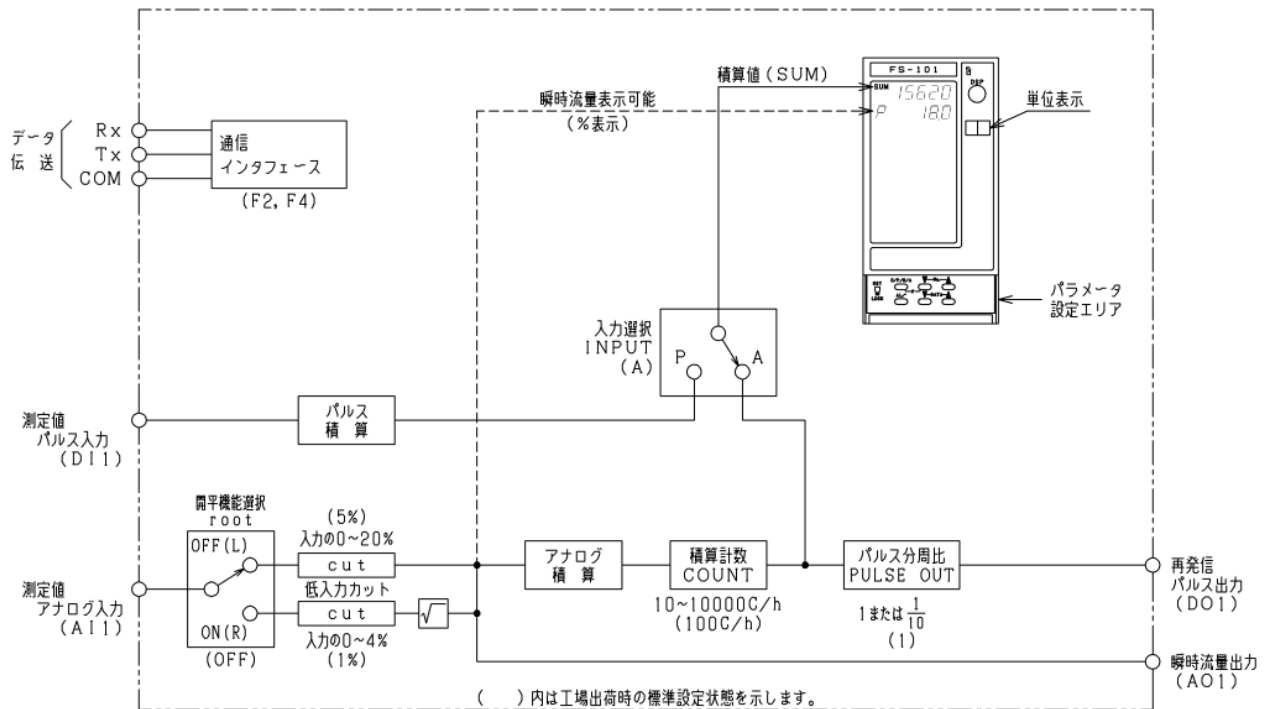 FS-101
DSP
SUM 15620
P 18.0
積算値(SUM)
瞬時流量表示可能
(%表示)
単位表示
データ
伝送
Rx
Tx
COM
通信
インタフェース
(F2, F4)
SET
LOCK
DATA
パラメータ
設定エリア
入力選択
INPUT
(A)
P
A
測定値
パルス入力
(DI1)
パルス
積 算
開平機能選択
root
OFF(L)
ON(R)
(OFF)
測定値
アナログ入力
(AI1)
(5%)
入力の0~20%
cut
低入力カット
cut
入力の0~4%
(1%)
√
アナログ
積 算
積算計数
COUNT
10~10000C/h
(100C/h)
パルス分周比
PULSE OUT
1または1/10
(1)
再発信
パルス出力
(DO1)
瞬時流量出力
(AO1)
( )内は工場出荷時の標準設定状態を示します。